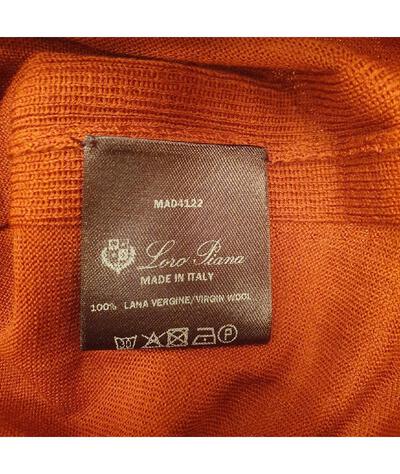 MAD4122
Loro Piana
MADE IN ITALY
100% LANA VERGINE/VIRGIN WOOL